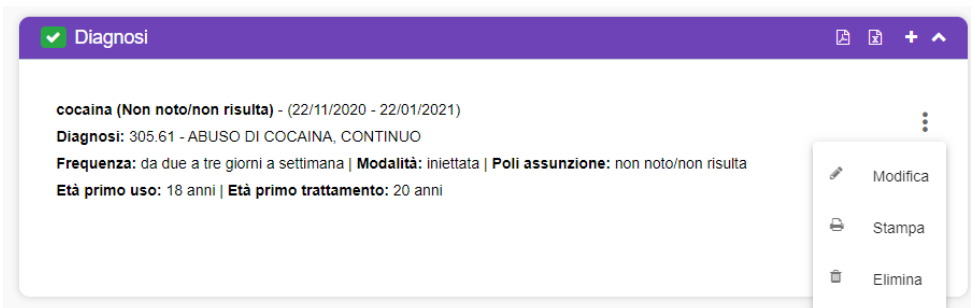 Diagnosi
cocaina (Non noto/non risulta) - (22/11/2020 - 22/01/2021)
Diagnosi: 305.61 - ABUSO DI COCAINA, CONTINUO
Frequenza: da due a tre giorni a settimana | Modalità: iniettata | Poli assunzione: non noto/non risulta
Età primo uso: 18 anni | Età primo trattamento: 20 anni
Modifica
Stampa
Elimina